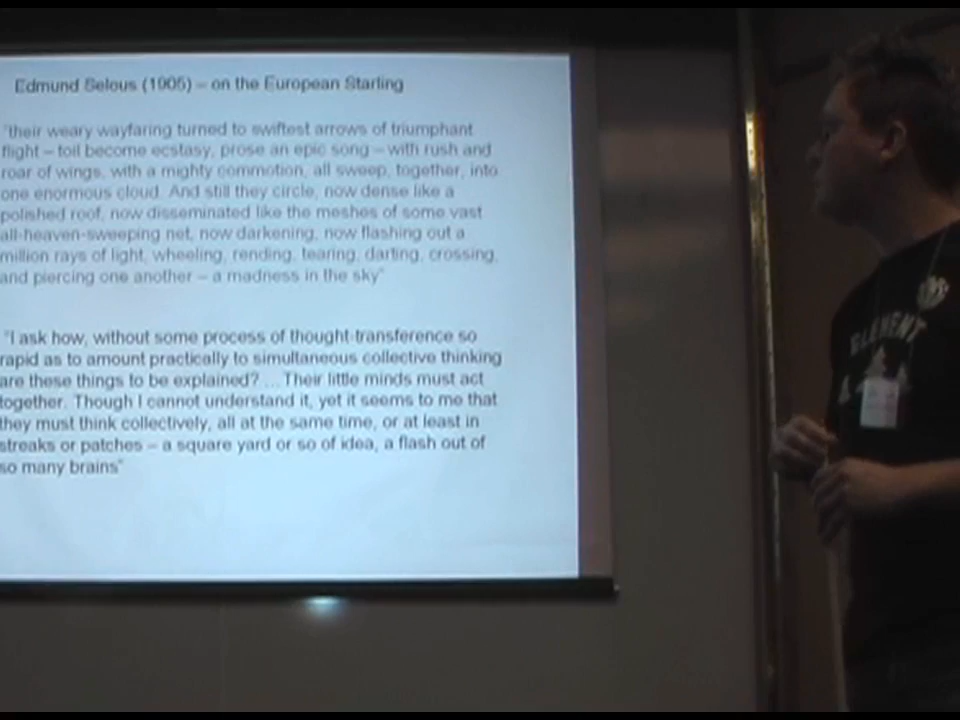 Edmund Selous (1905) – on the European Starling
"their weary wayfaring turned to swiftest arrows of triumphant
flight – toil become ecstasy, prose an epic song – with rush and
roar of wings, with a mighty commotion, all sweep, together, into
one enormous cloud. And still they circle, now dense like a
polished roof, now disseminated like the meshes of some vast
all-heaven-sweeping net, now darkening, now flashing out a
million rays of light, wheeling, rending, tearing, darting, crossing,
and piercing one another – a madness in the sky"
"I ask how, without some process of thought-transference so
rapid as to amount practically to simultaneous collective thinking
are these things to be explained? ... Their little minds must act
together. Though I cannot understand it, yet it seems to me that
they must think collectively, all at the same time, or at least in
streaks or patches – a square yard or so of idea, a flash out of
so many brains"
ELEMENT